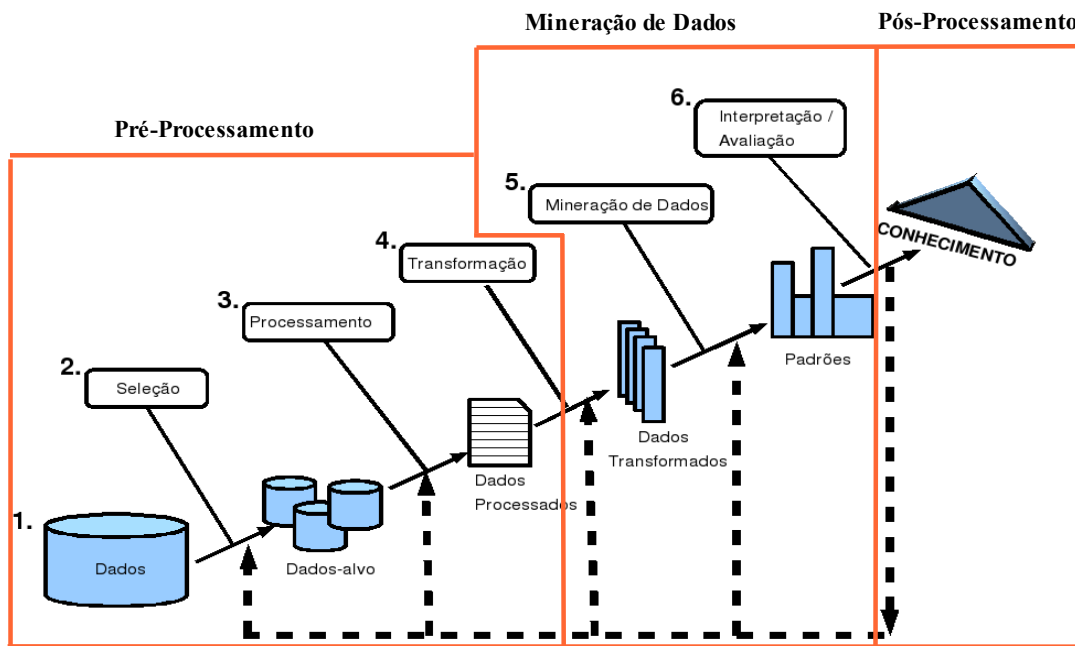 Mineração de Dados
Pós-Processamento
Pré-Processamento
6.
Interpretação /
Avaliação
5.
Mineração de Dados
4.
Transformação
3.
Processamento
2.
Seleção
1.
Dados
Dados-alvo
Dados
Processados
Dados
Transformados
Padrões
CONHECIMENTO